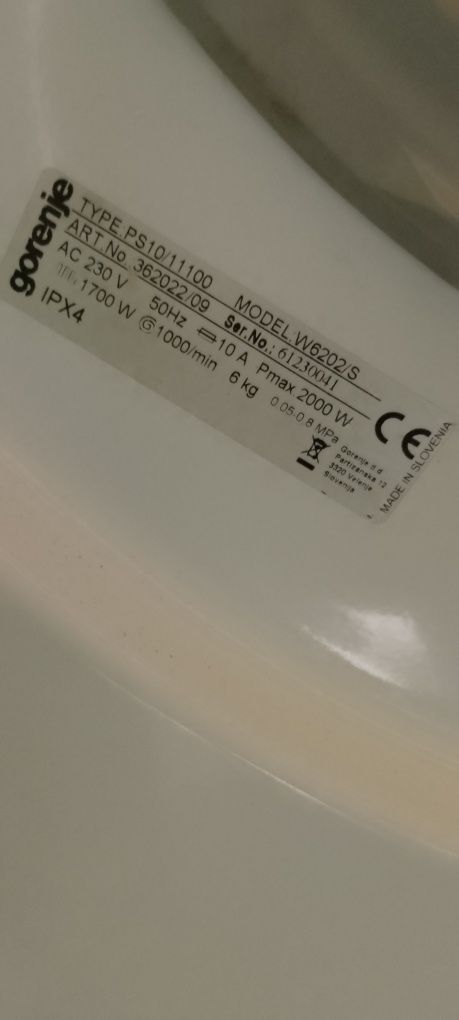 gorenje
TYPE.PS10/11100 MODEL.W6202/S
ART.No. 362022/09 Ser.No.: 61230041
AC 230 V 50Hz 10 A Pmax.2000 W
1700 W 1000/min 6 kg 0.05-0.8 MPa
IPX4
CE
Gorenje d.d.
Partizanska 12
3320 Velenje
Slovenija
MADE IN SLOVENIA